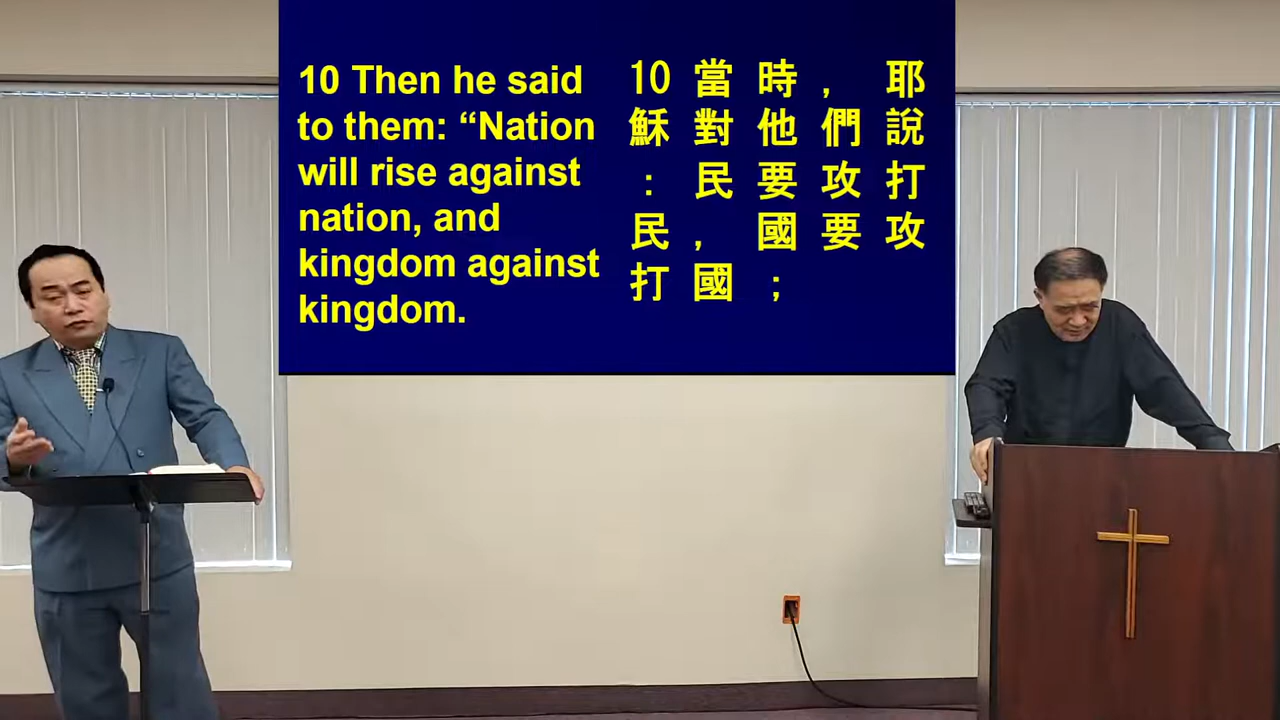 10 Then he said
to them: “Nation
will rise against
nation, and
kingdom against
kingdom.
10 當時, 耶
穌對他們說
:民要攻打
民, 國要攻
打國;